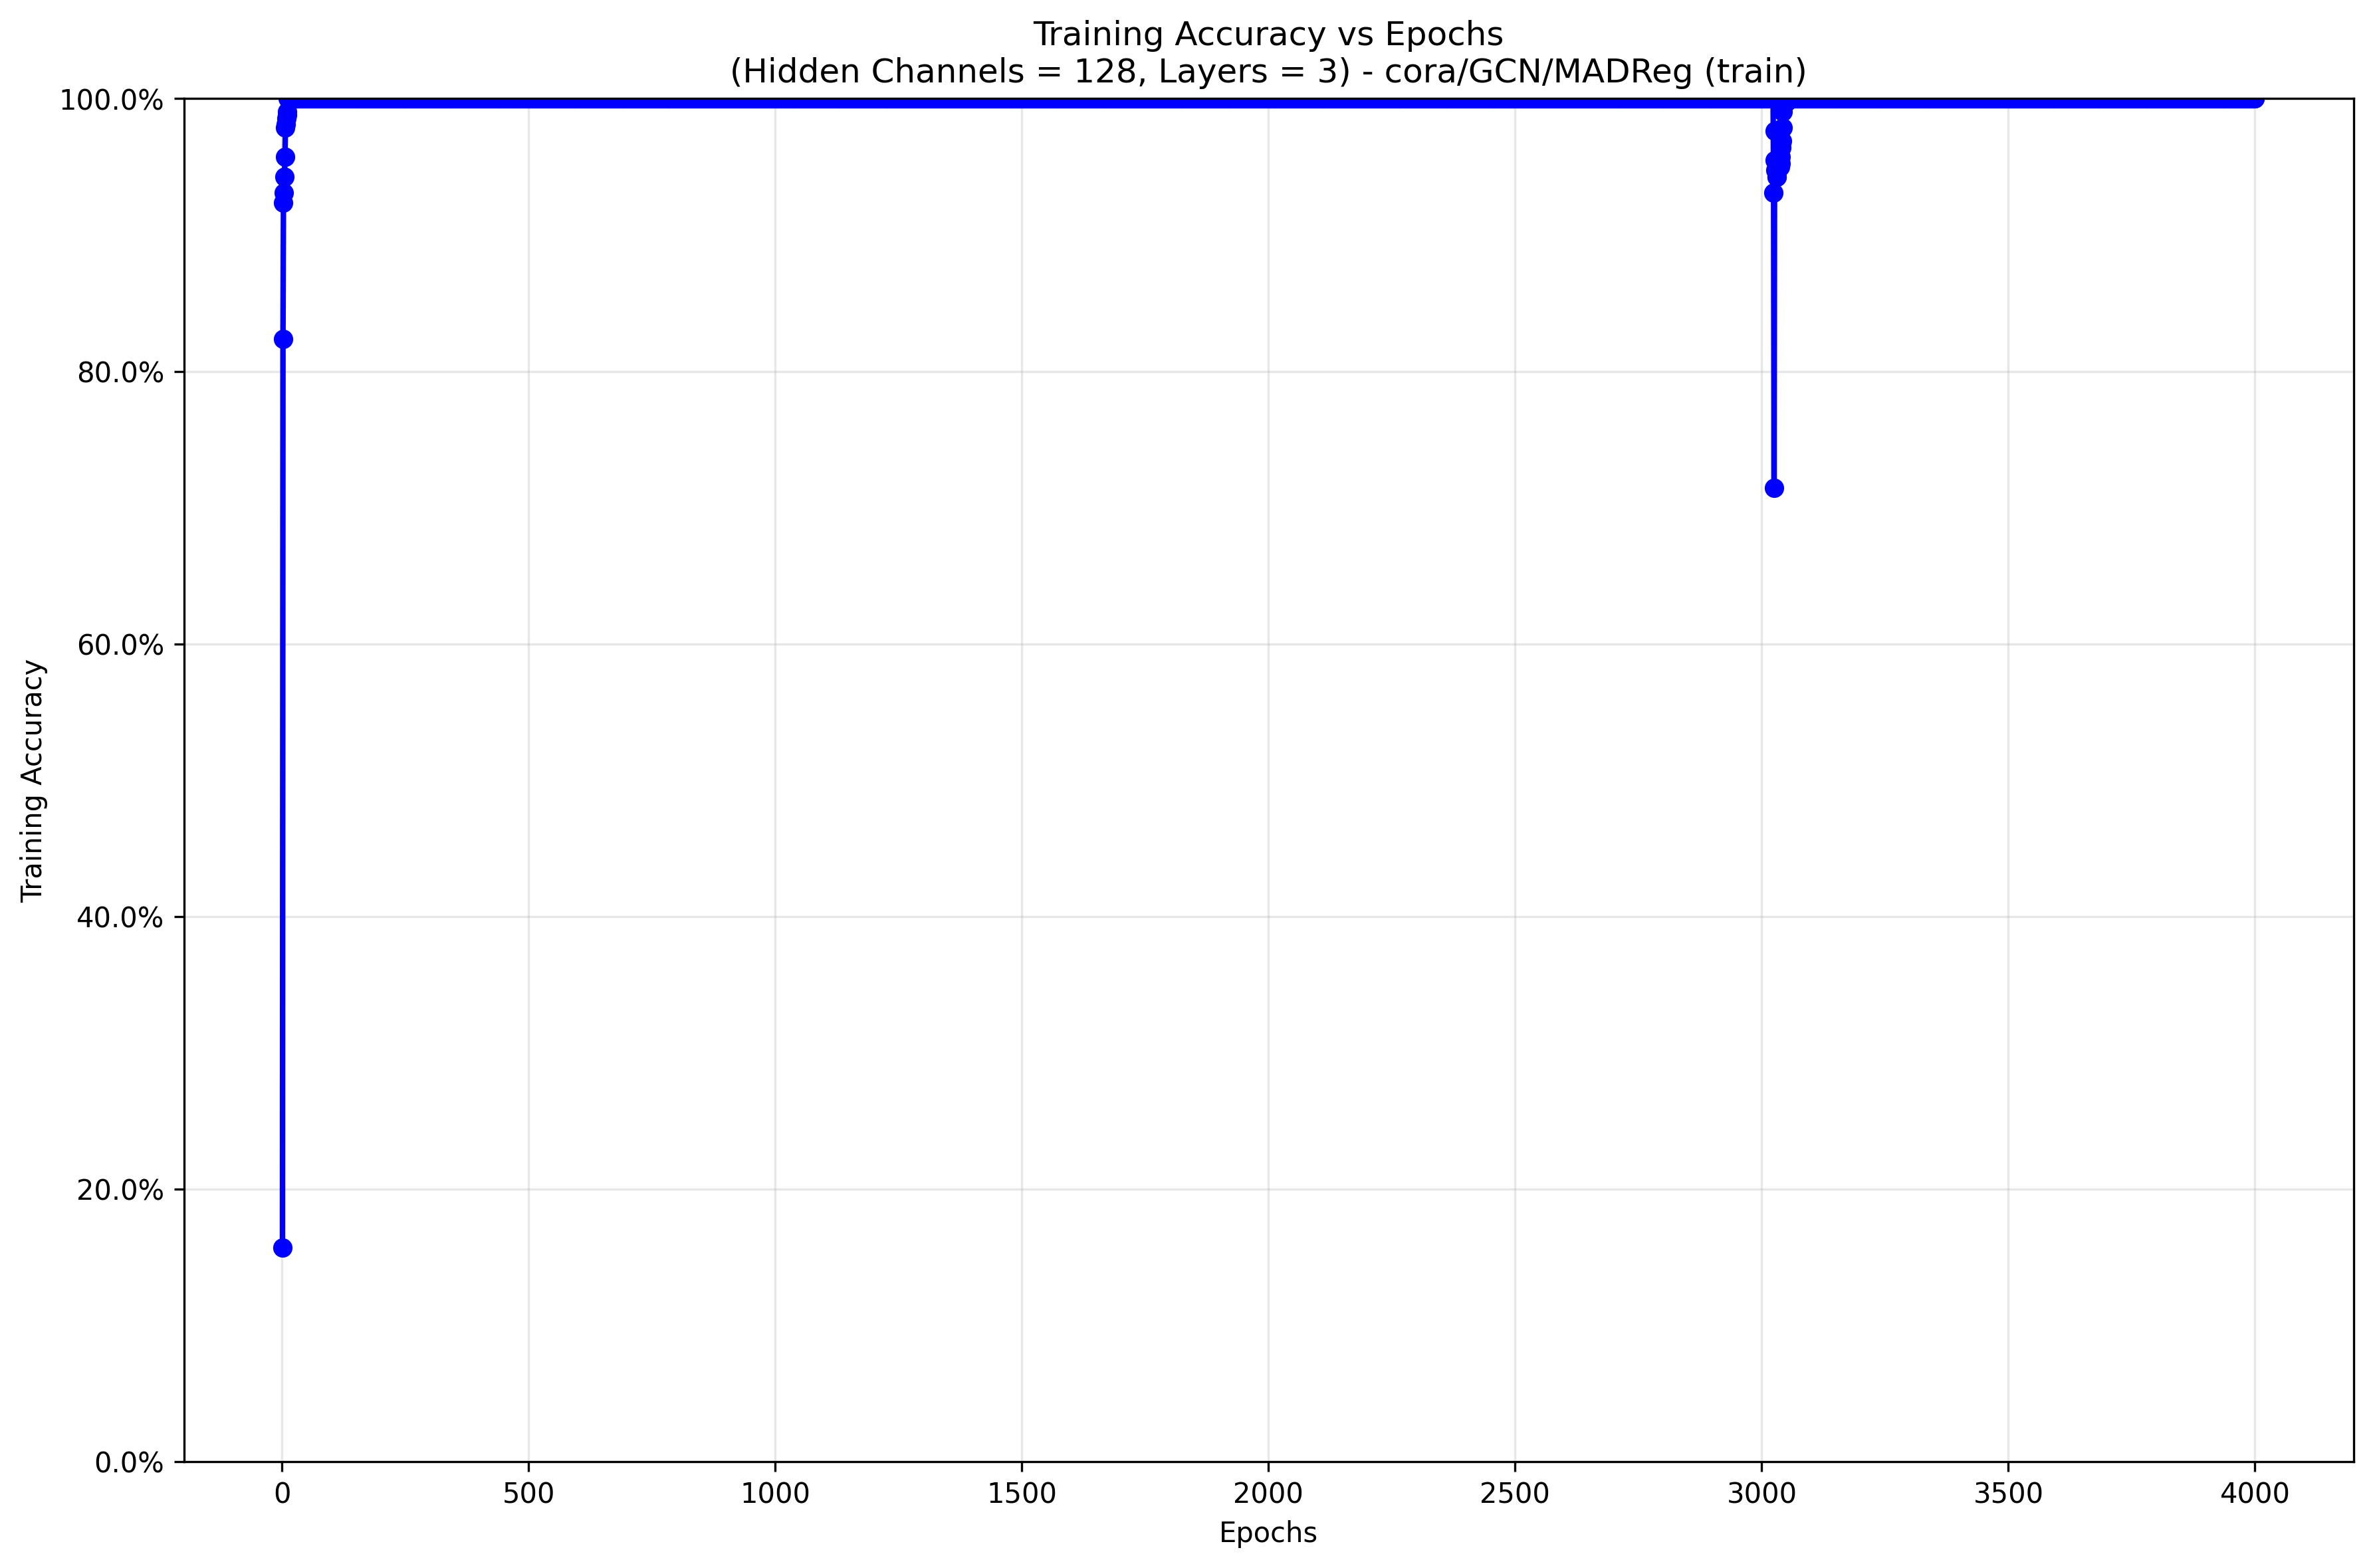 Training Accuracy vs Epochs
(Hidden Channels = 128, Layers = 3) - cora/GCN/MADReg (train)
100.0%
80.0%
60.0%
40.0%
20.0%
0.0%
Training Accuracy
0 500 1000 1500 2000 2500 3000 3500 4000
Epochs